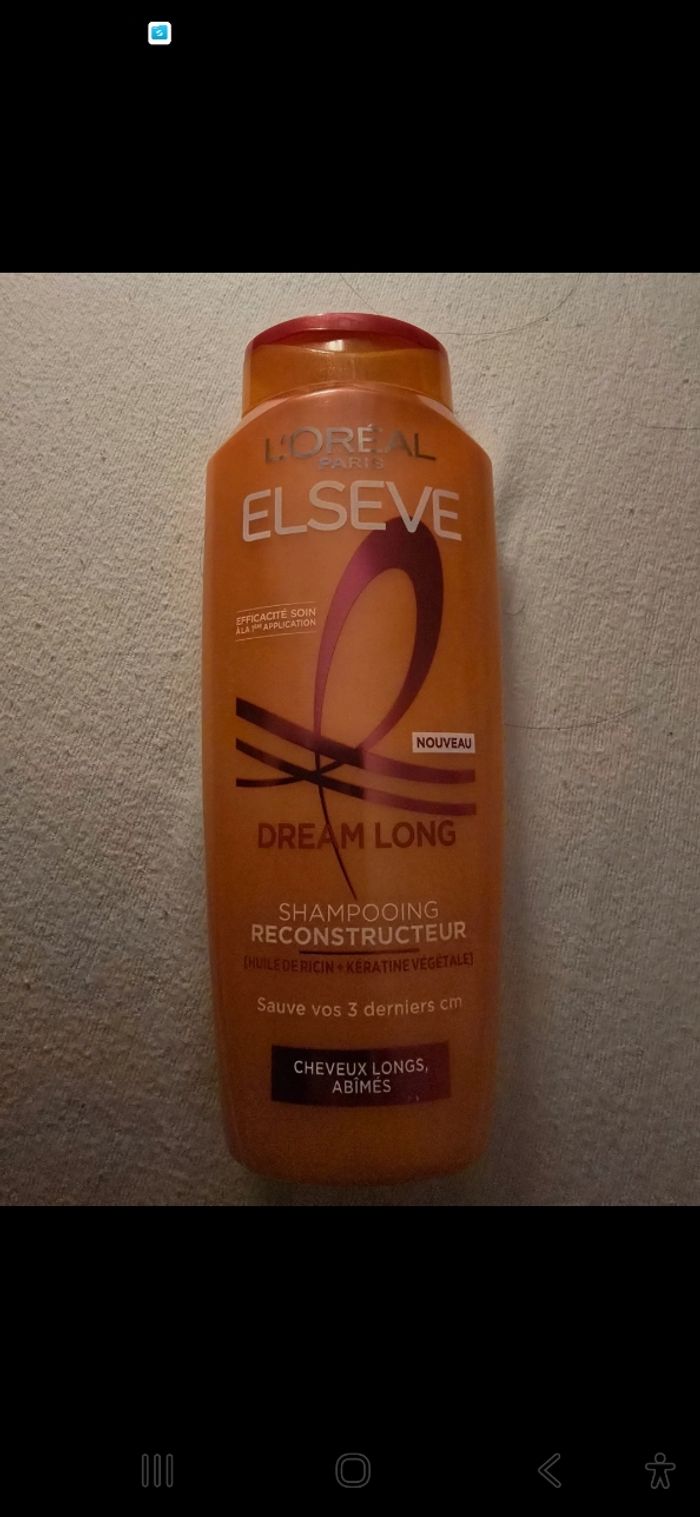 L'ORÉAL
PARIS
ELSEVE
EFFICACITÉ SOIN
À LA 1ÈRE APPLICATION
NOUVEAU
DREAM LONG
SHAMPOOING
RECONSTRUCTEUR
[HUILE DE RICIN + KÉRATINE VÉGÉTALE]
Sauve vos 3 derniers cm
CHEVEUX LONGS,
ABÎMÉS